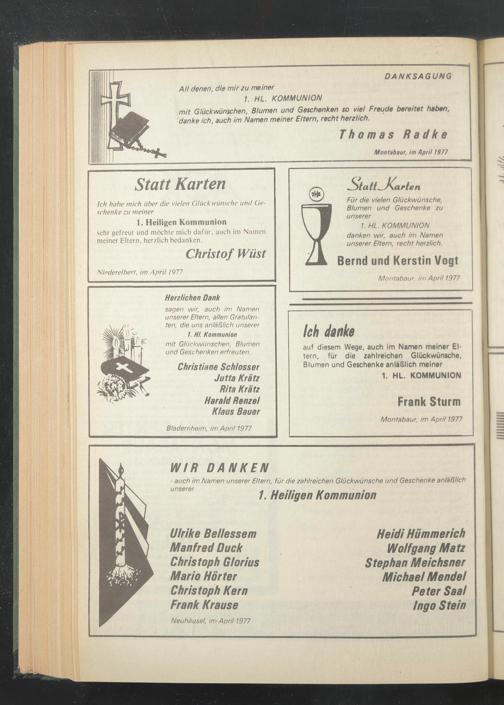 DANKSAGUNG
All denen, die mir zu meiner
1. HL. KOMMUNION
mit Glückwünschen, Blumen und Geschenken so viel Freude bereitet haben,
danke ich, auch im Namen meiner Eltern, recht herzlich.
Thomas Radke
Montabaur, im April 1977
Statt Karten
Ich habe mich über die vielen Glückwünsche und Ge-
schenke zu meiner
1. Heiligen Kommunion
sehr gefreut und möchte mich dafür, auch im Namen
meiner Eltern, herzlich bedanken.
Christof Wüst
Niederelbert, im April 1977
Statt Karten
Für die vielen Glückwünsche,
Blumen und Geschenke zu
unserer
1. HL. KOMMUNION
danken wir, auch im Namen
unserer Eltern, recht herzlich.
Bernd und Kerstin Vogt
Montabaur, im April 1977
Herzlichen Dank
sagen wir, auch im Namen
unserer Eltern, allen Gratulan-
ten, die uns anläßlich unserer
1. Hl. Kommunion
mit Glückwünschen, Blumen
und Geschenken erfreuten.
Christiane Schlosser
Jutta Krätz
Rita Krätz
Harald Renzel
Klaus Bauer
Bladernheim, im April 1977
Ich danke
auf diesem Wege, auch im Namen meiner El-
tern, für die zahlreichen Glückwünsche,
Blumen und Geschenke anläßlich meiner
1. HL. KOMMUNION
Frank Sturm
Montabaur, im April 1977
WIR DANKEN
- auch im Namen unserer Eltern, für die zahlreichen Glückwünsche und Geschenke anläßlich
unserer
1. Heiligen Kommunion
Ulrike Bellessem
Manfred Duck
Christoph Glorius
Mario Hörter
Christoph Kern
Frank Krause
Heidi Hümmerich
Wolfgang Matz
Stephan Meichsner
Michael Mendel
Peter Saal
Ingo Stein
Neuhäusel, im April 1977